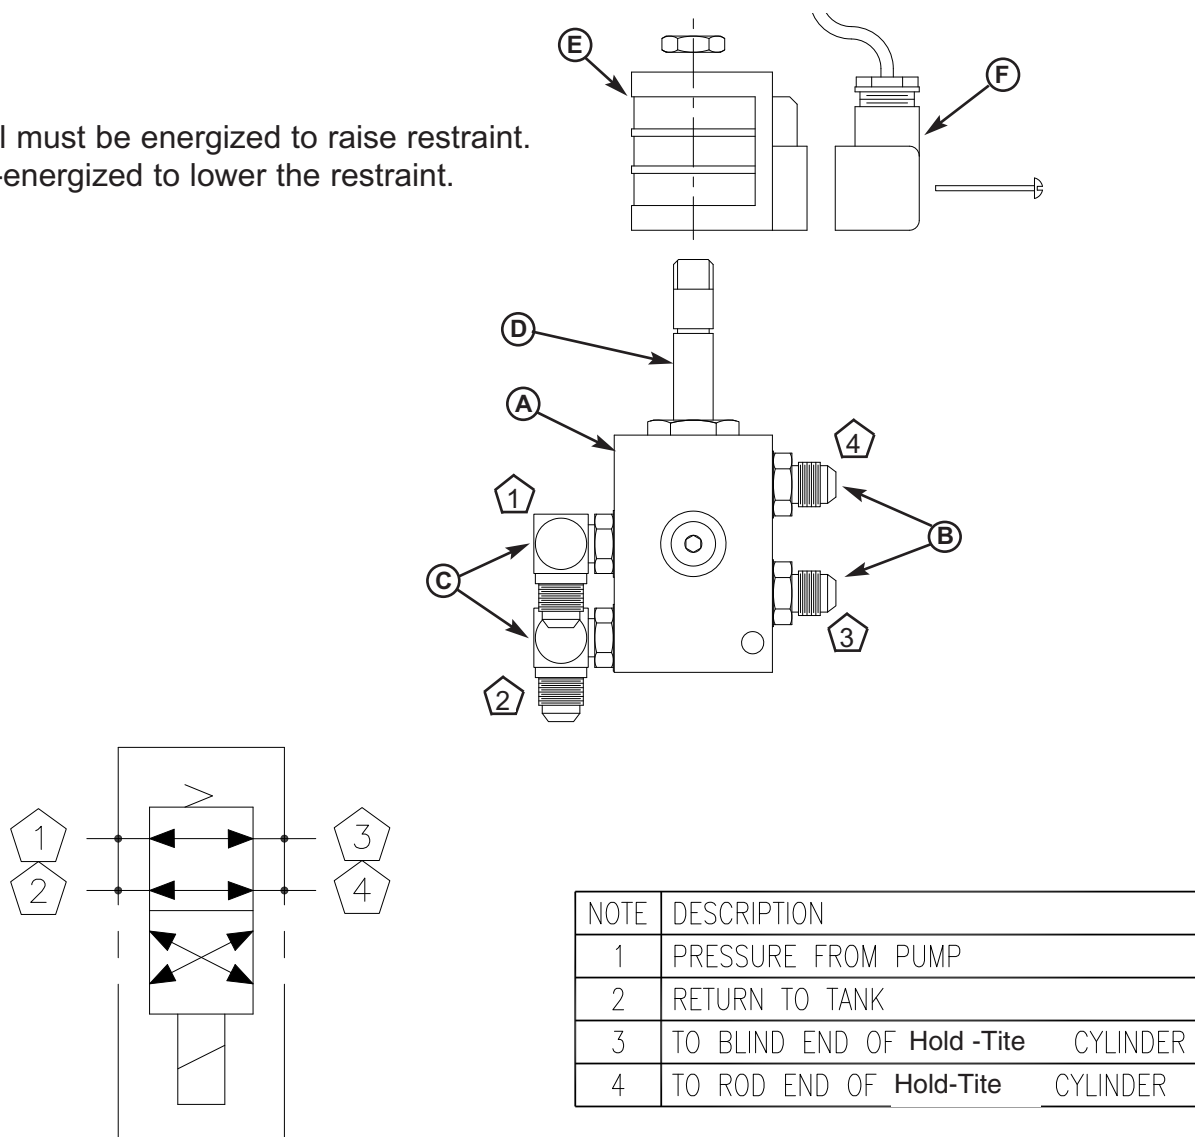 E
F
l must be energized to raise restraint.
-energized to lower the restraint.
D
A
4
1
B
C
3
2
1
3
2
4
NOTE DESCRIPTION
1 PRESSURE FROM PUMP
2 RETURN TO TANK
3 TO BLIND END OF Hold -Tite CYLINDER
4 TO ROD END OF Hold-Tite CYLINDER